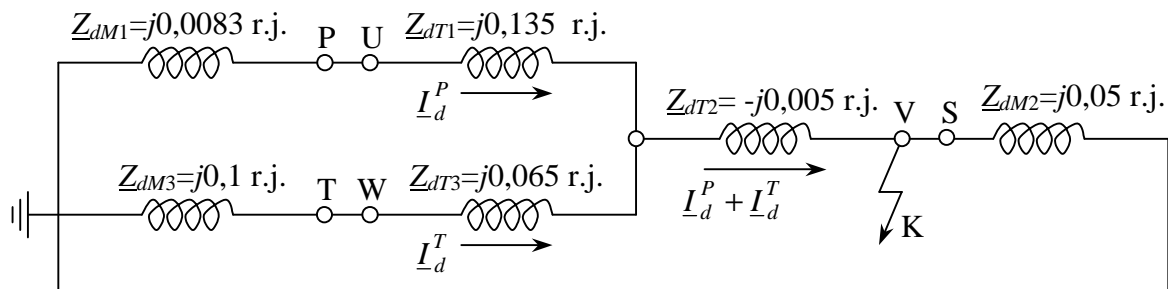 Z_dM1=j0,0083 r.j. P U Z_dT1=j0,135 r.j.
I_d^P
Z_dT2= -j0,005 r.j. V S Z_dM2=j0,05 r.j.
Z_dM3=j0,1 r.j. T W Z_dT3=j0,065 r.j.
I_d^P + I_d^T K
I_d^T